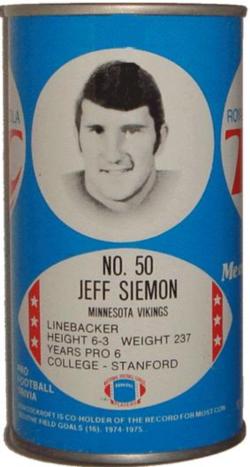 NO. 50
JEFF SIEMON
MINNESOTA VIKINGS
LINEBACKER
HEIGHT 6-3 WEIGHT 237
YEARS PRO 6
COLLEGE - STANFORD
PRO
FOOTBALL
TRIVIA
COCKROFT IS CO-HOLDER OF THE RECORD FOR MOST CON
FIELD GOALS (16). 1974-1975..